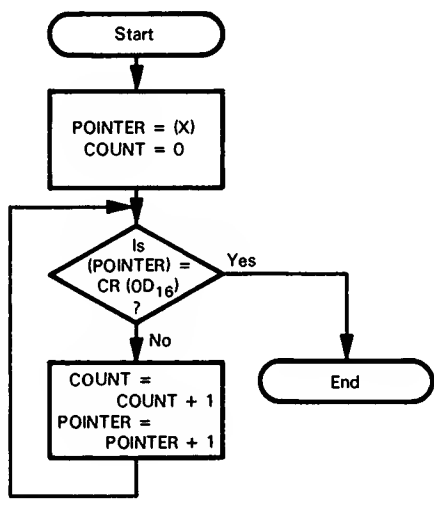 Start
POINTER = (X)
COUNT = 0
Is
(POINTER) =
CR (0D₁₆)
?
Yes
No
End
COUNT =
COUNT + 1
POINTER =
POINTER + 1